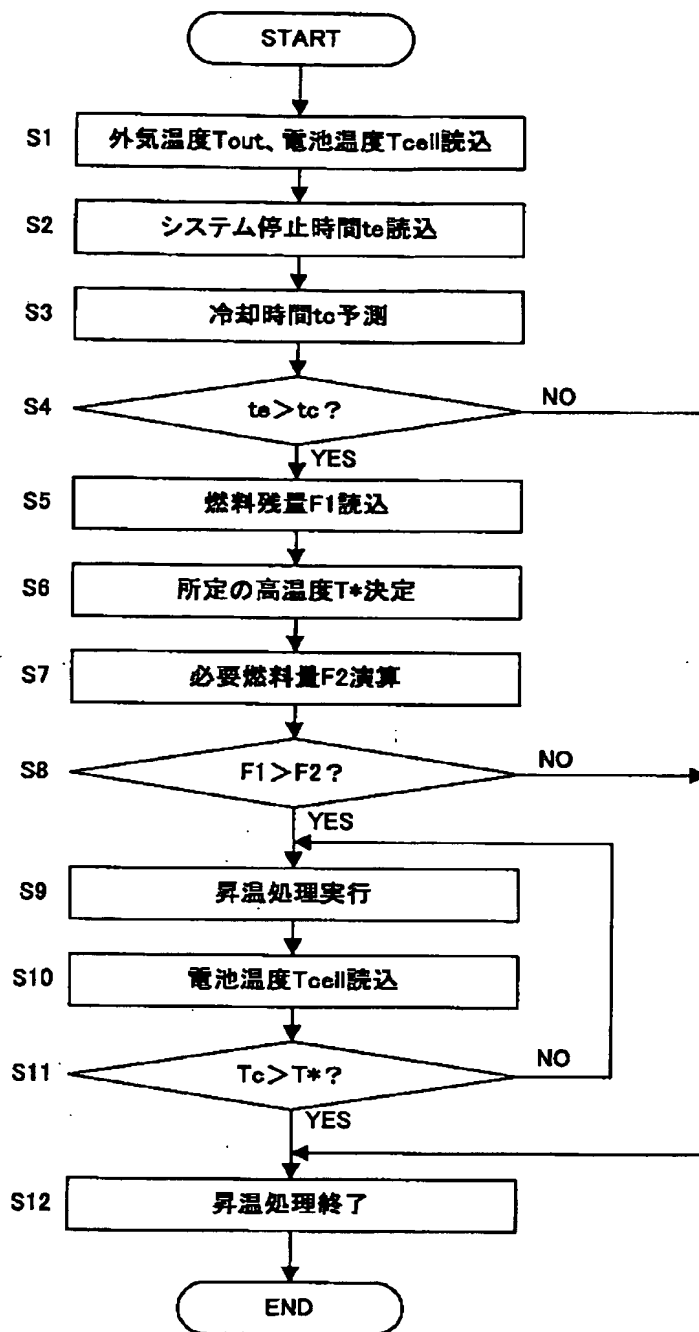 START
S1 外気温度Tout、電池温度Tcell読込
S2 システム停止時間te読込
S3 冷却時間tc予測
S4 te＞tc？ NO
YES
S5 燃料残量F1読込
S6 所定の高温度T*決定
S7 必要燃料量F2演算
S8 F1＞F2？ NO
YES
S9 昇温処理実行
S10 電池温度Tcell読込
S11 Tc＞T*？ NO
YES
S12 昇温処理終了
END